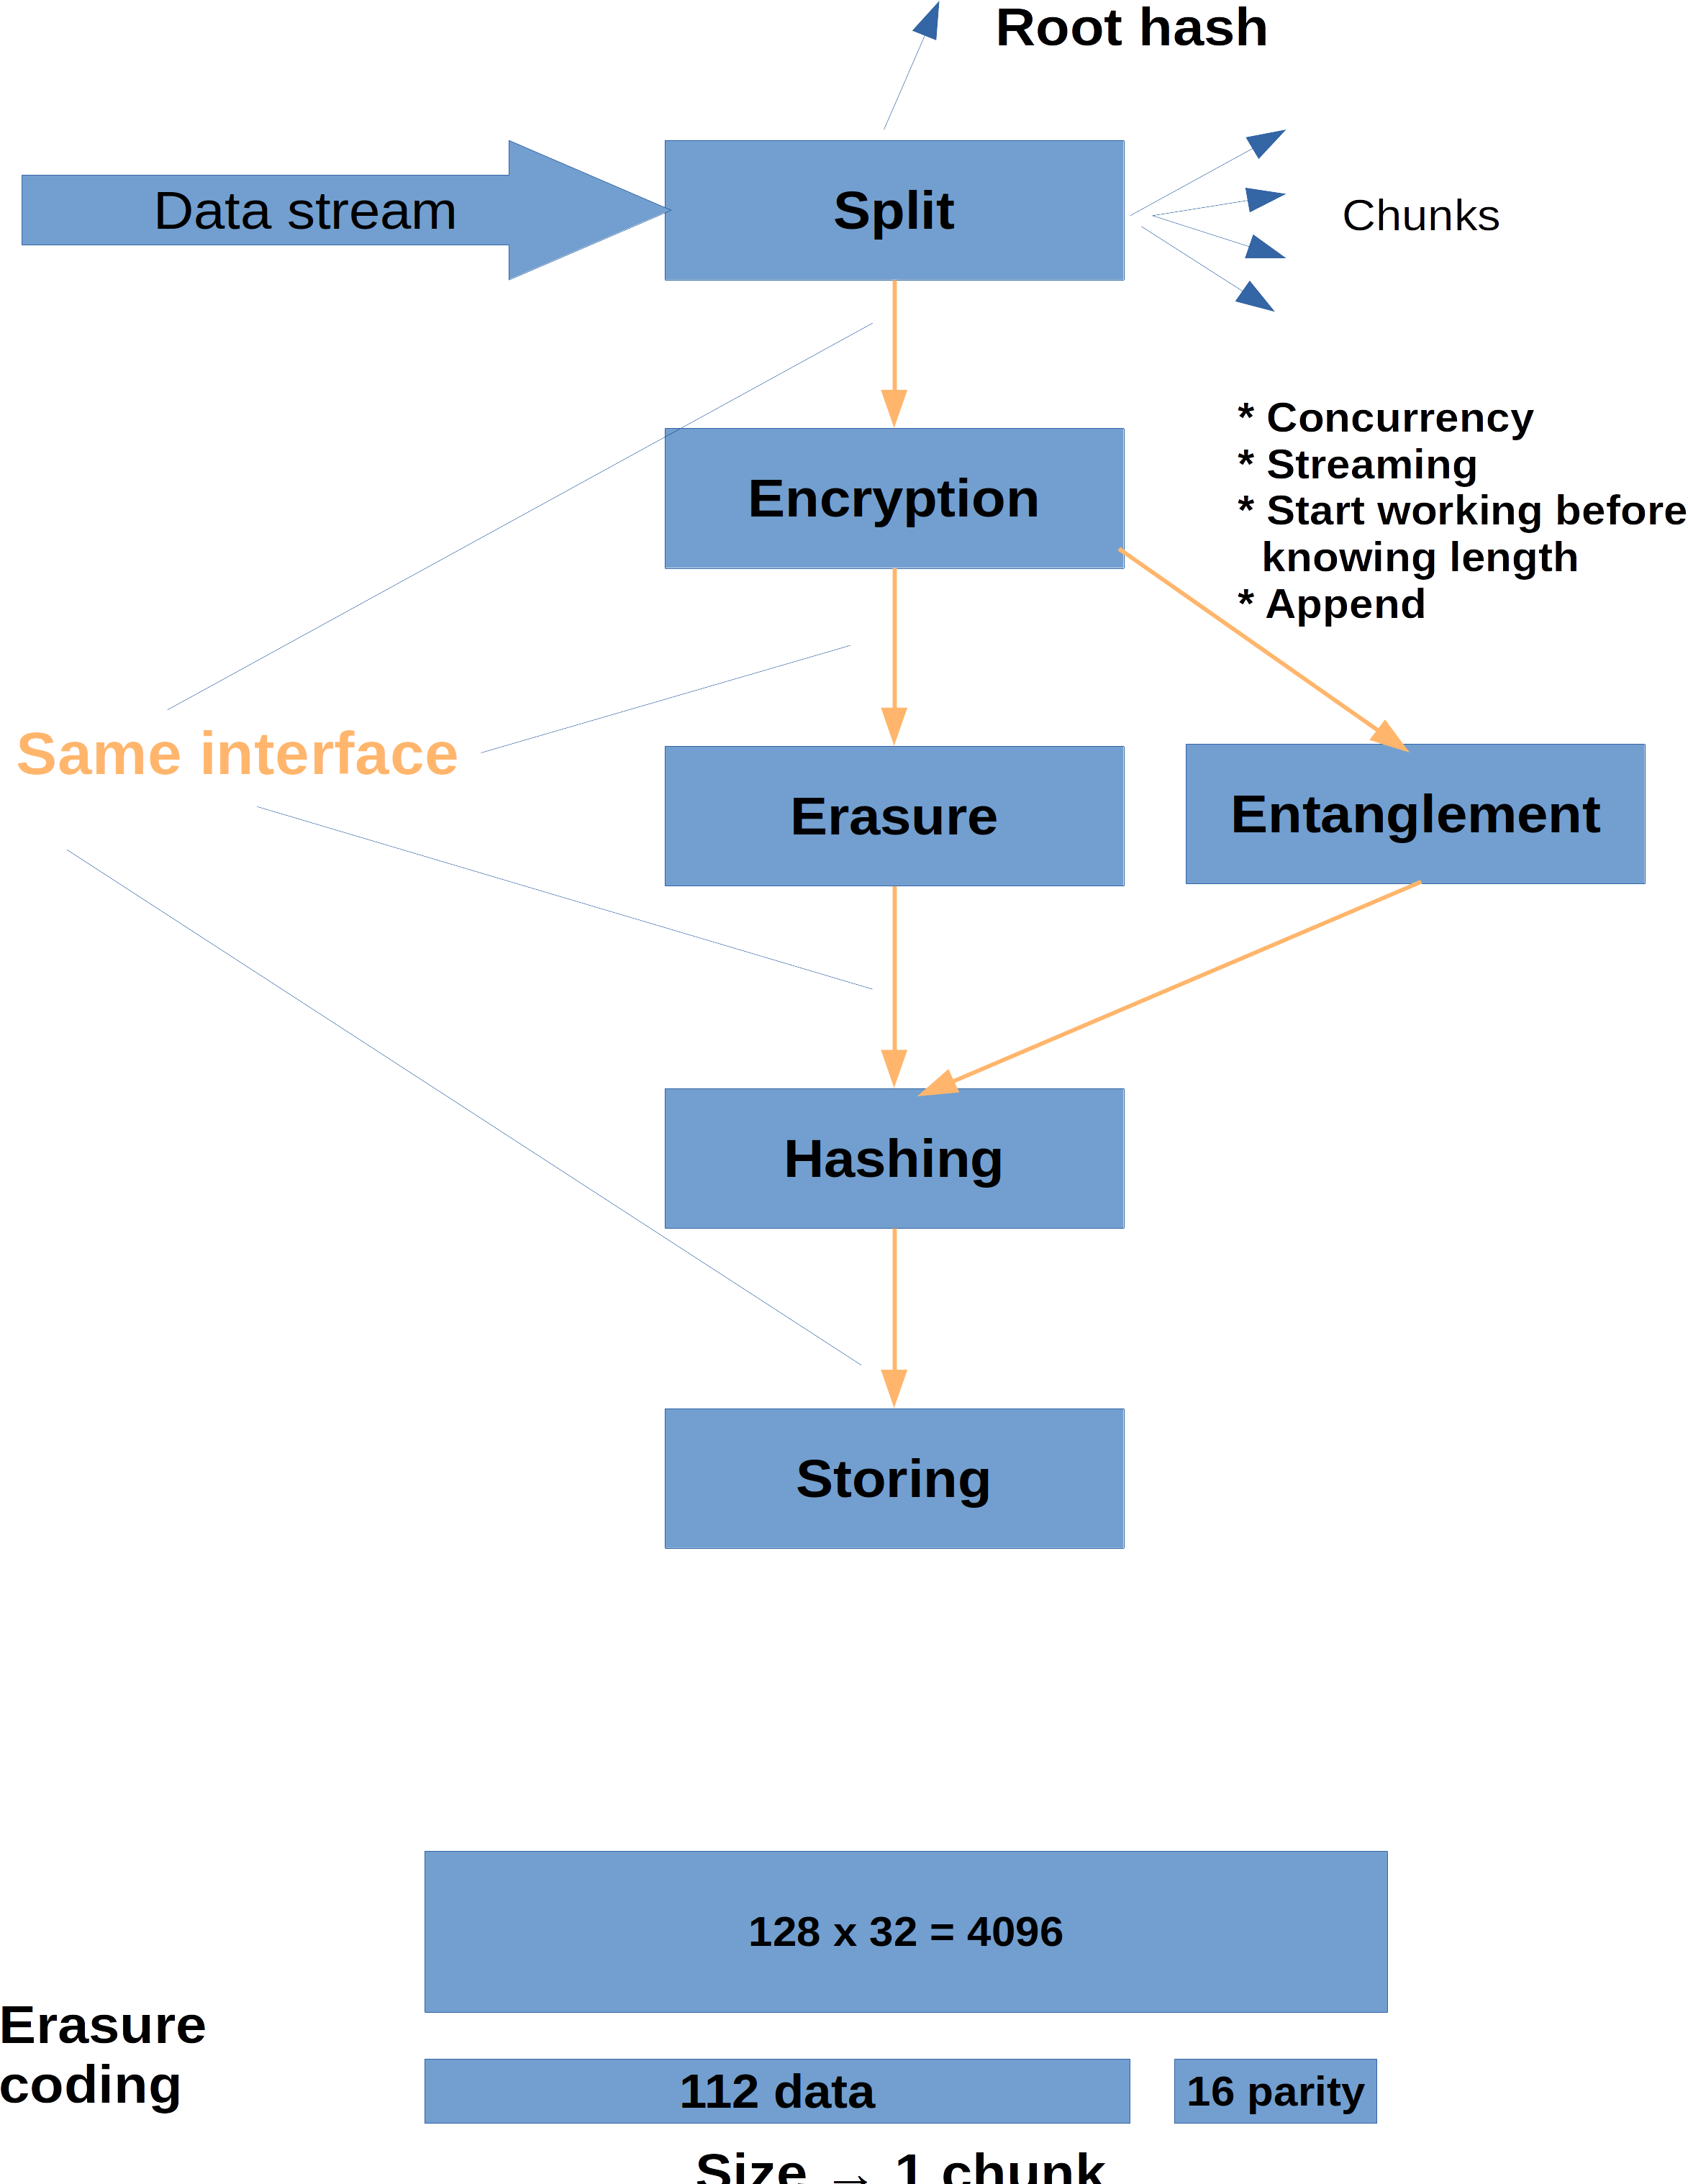 Root hash
Data stream
Split
Chunks
Encryption
* Concurrency
* Streaming
* Start working before
knowing length
* Append
Same interface
Erasure
Entanglement
Hashing
Storing
128 x 32 = 4096
Erasure
coding
112 data
16 parity
Size → 1 chunk